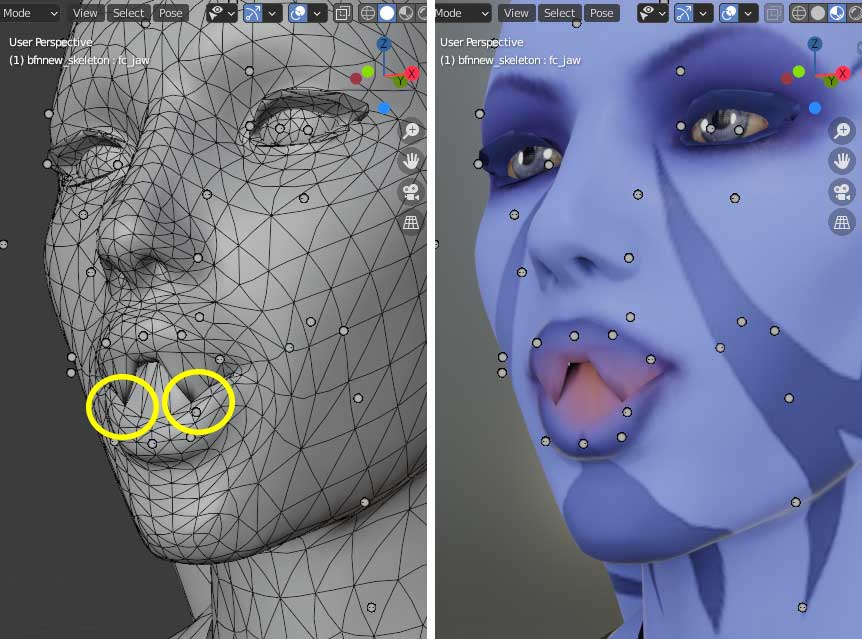 Mode View Select Pose
User Perspective
(1) bfnnew_skeleton : fc_jaw
Z
X
Y
Mode View Select Pose
User Perspective
(1) bfnnew_skeleton : fc_jaw
Z
X
Y